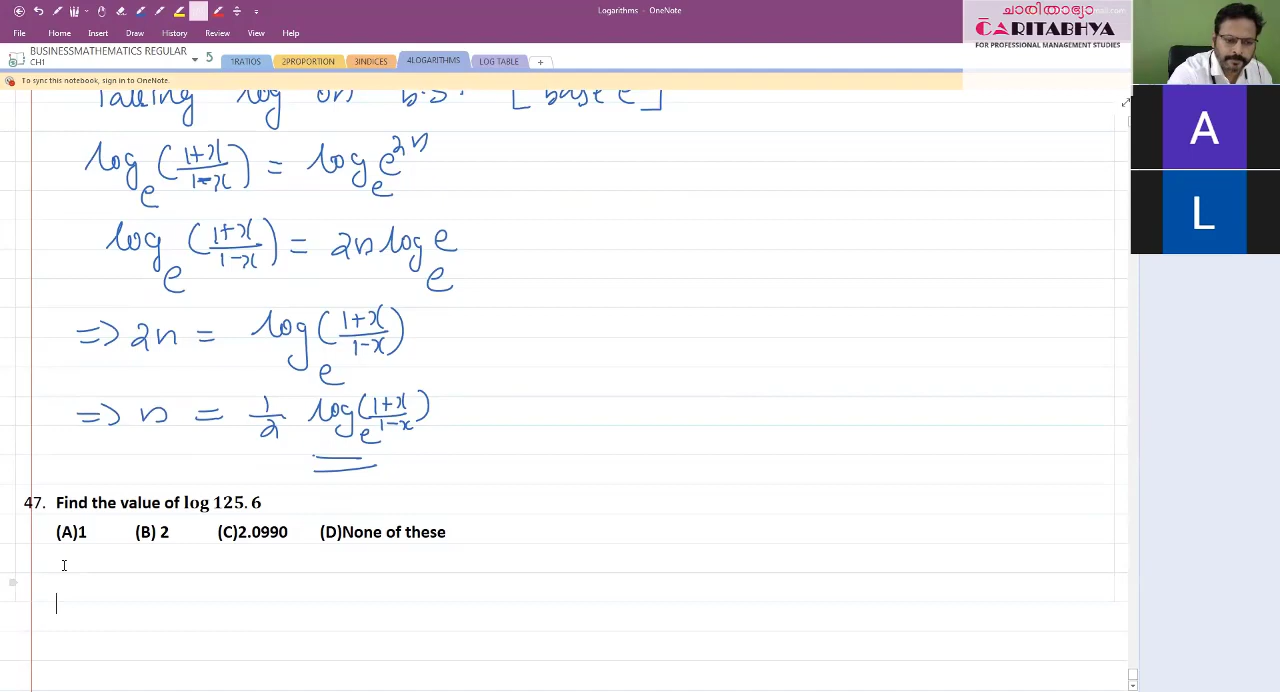 Logarithms - OneNote
ചാരിതാഭ്യാ
CARITABHYA
FOR PROFESSIONAL MANAGEMENT STUDIES
File Home Insert Draw History Review View Help
BUSINESSMATHEMATICS REGULAR
CH1
1RATIOS 2PROPORTION 3INDICES 4LOGARITHMS LOG TABLE +
To sync this notebook, sign in to OneNote.
Taking log on b.s. [base e]
log_e (1+x/1-x) = log_e e^2n
log_e (1+x/1-x) = 2n log_e e
=> 2n = log_e (1+x/1-x)
=> n = 1/2 log_e (1+x/1-x)
47. Find the value of log 125.6
(A)1 (B) 2 (C)2.0990 (D)None of these
A
L